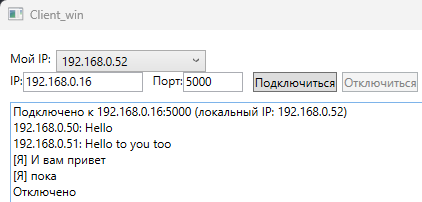 Client_win
Мой IP: 192.168.0.52
IP: 192.168.0.16 Порт: 5000 Подключиться Отключиться
Подключено к 192.168.0.16:5000 (локальный IP: 192.168.0.52)
192.168.0.50: Hello
192.168.0.51: Hello to you too
[Я] И вам привет
[Я] пока
Отключено